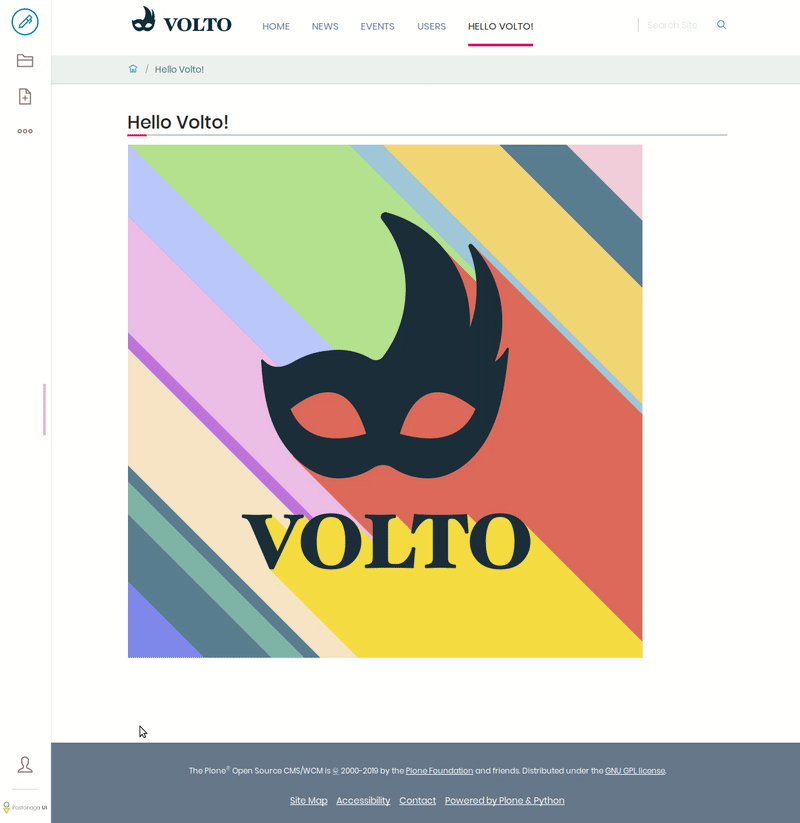 VOLTO
HOME NEWS EVENTS USERS HELLO VOLTO! Search Site
/ Hello Volto!
Hello Volto!
VOLTO
The Plone® Open Source CMS/WCM is © 2000-2019 by the Plone Foundation and friends. Distributed under the GNU GPL license.
Site Map Accessibility Contact Powered by Plone & Python
Pastanaga UI